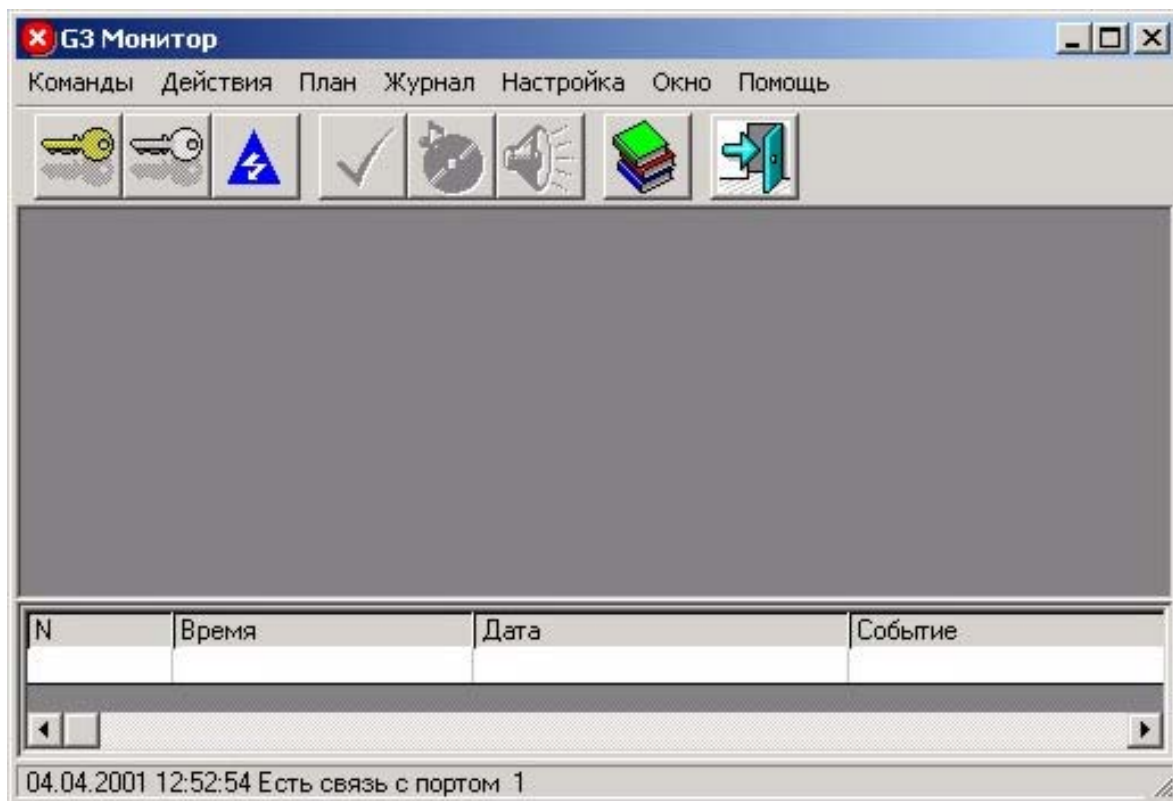 G3 Монитор
Команды Действия План Журнал Настройка Окно Помощь
N Время Дата Событие
04.04.2001 12:52:54 Есть связь с портом 1